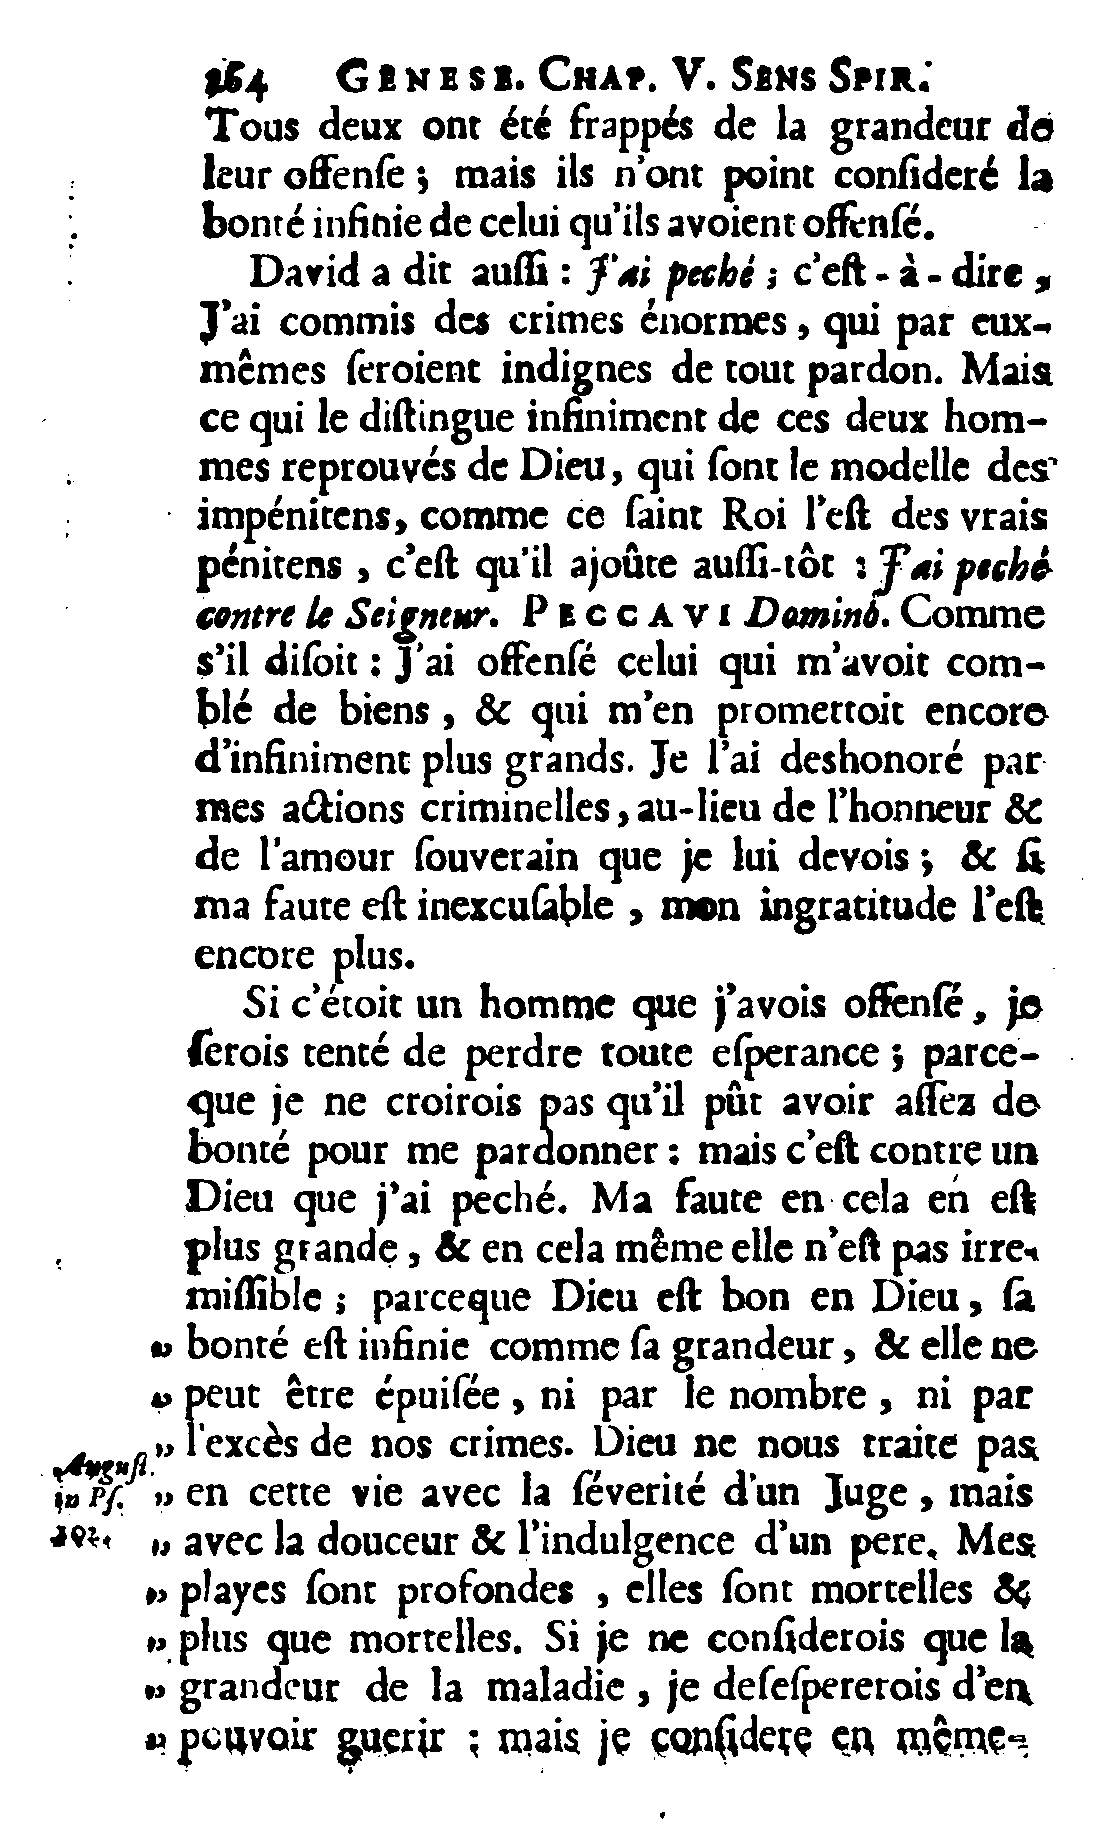 264 GENESE. CHAP. V. SENS SPIR.
Tous deux ont été frappés de la grandeur de
leur offenſe ; mais ils n'ont point conſideré la
bonté infinie de celui qu'ils avoient offenſé.
David a dit auſſi : J'ai peché ; c'eſt-à-dire,
J'ai commis des crimes énormes, qui par eux-
mêmes ſeroient indignes de tout pardon. Mais
ce qui le diſtingue infiniment de ces deux hom-
mes reprouvés de Dieu, qui ſont le modelle des
impénitens, comme ce ſaint Roi l'eſt des vrais
pénitens, c'eſt qu'il ajoûte auſſi-tôt : J'ai peché
contre le Seigneur. PECCAVI Dominò. Comme
s'il diſoit : J'ai offenſé celui qui m'avoit com-
blé de biens, & qui m'en promettoit encore
d'infiniment plus grands. Je l'ai deshonoré par
mes actions criminelles, au-lieu de l'honneur &
de l'amour ſouverain que je lui devois ; & ſi
ma faute eſt inexcuſable, mon ingratitude l'eſt
encore plus.
Si c'étoit un homme que j'avois offenſé, je
ſerois tenté de perdre toute eſperance ; parce-
que je ne croirois pas qu'il pût avoir aſſez de
bonté pour me pardonner : mais c'eſt contre un
Dieu que j'ai peché. Ma faute en cela en eſt
plus grande, & en cela même elle n'eſt pas irre-
miſſible ; parceque Dieu eſt bon en Dieu, ſa
„ bonté eſt infinie comme ſa grandeur, & elle ne
„ peut être épuiſée, ni par le nombre, ni par
„ l'excès de nos crimes. Dieu ne nous traite pas
Auguſt. in Pſ. 102.
„ en cette vie avec la ſéverité d'un Juge, mais
„ avec la douceur & l'indulgence d'un pere. Mes
„ playes ſont profondes, elles ſont mortelles &
„ plus que mortelles. Si je ne conſiderois que la
„ grandeur de la maladie, je deſeſpererois d'en
„ pouvoir guerir ; mais je conſidere en même-